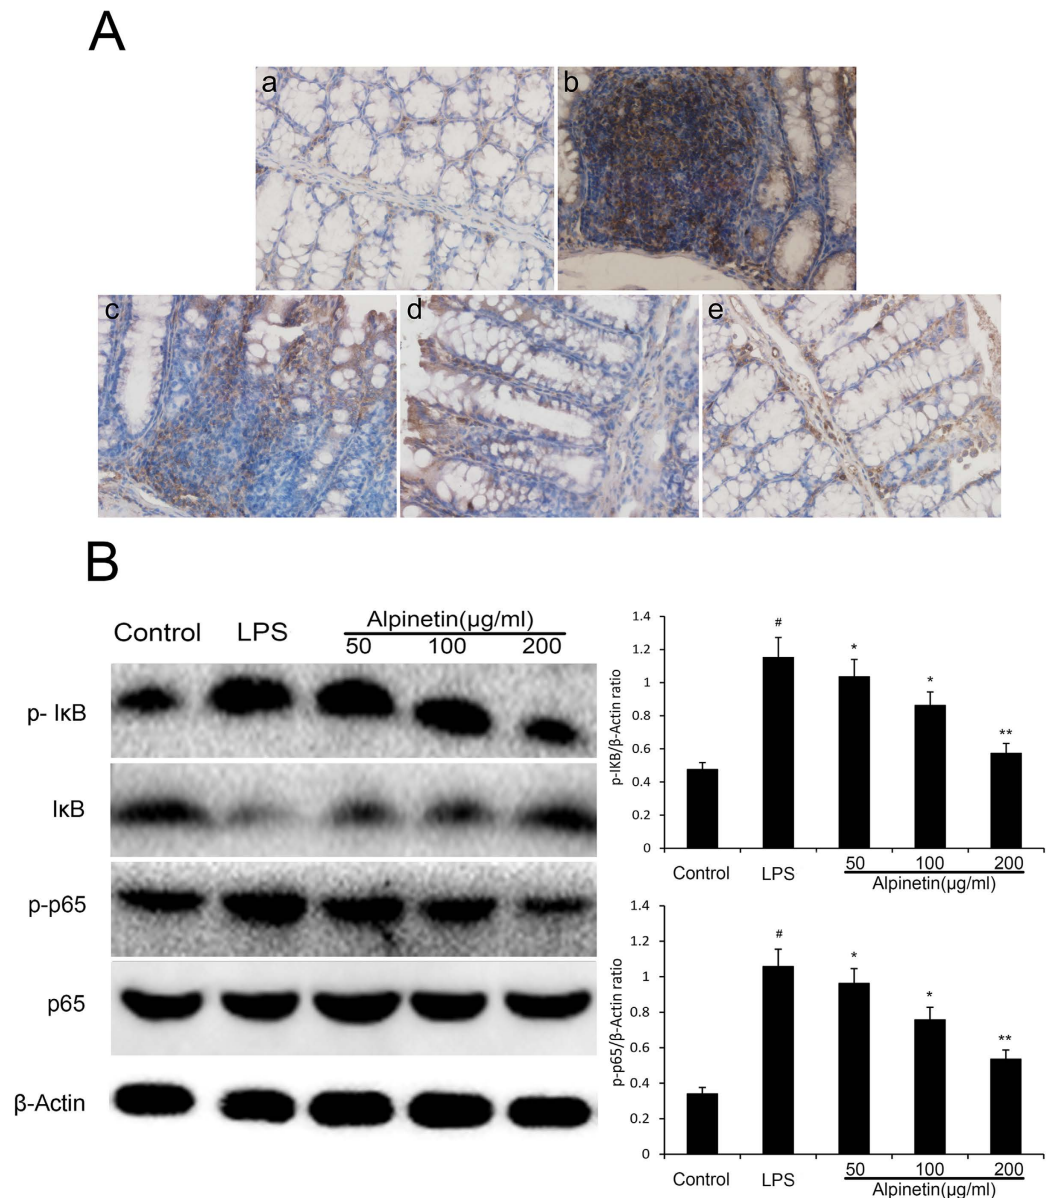 A
a
b
c
d
e
B
Control LPS Alpinetin(μg/ml)
50 100 200
p- IκB
IκB
p-p65
p65
β-Actin
p-IKB/β-Actin ratio
1.4
1.2
1
0.8
0.6
0.4
0.2
0
#
*
*
**
Control LPS 50 100 200
Alpinetin(μg/ml)
p-p65/β-Actin ratio
1.4
1.2
1
0.8
0.6
0.4
0.2
0
#
*
*
**
Control LPS 50 100 200
Alpinetin(μg/ml)